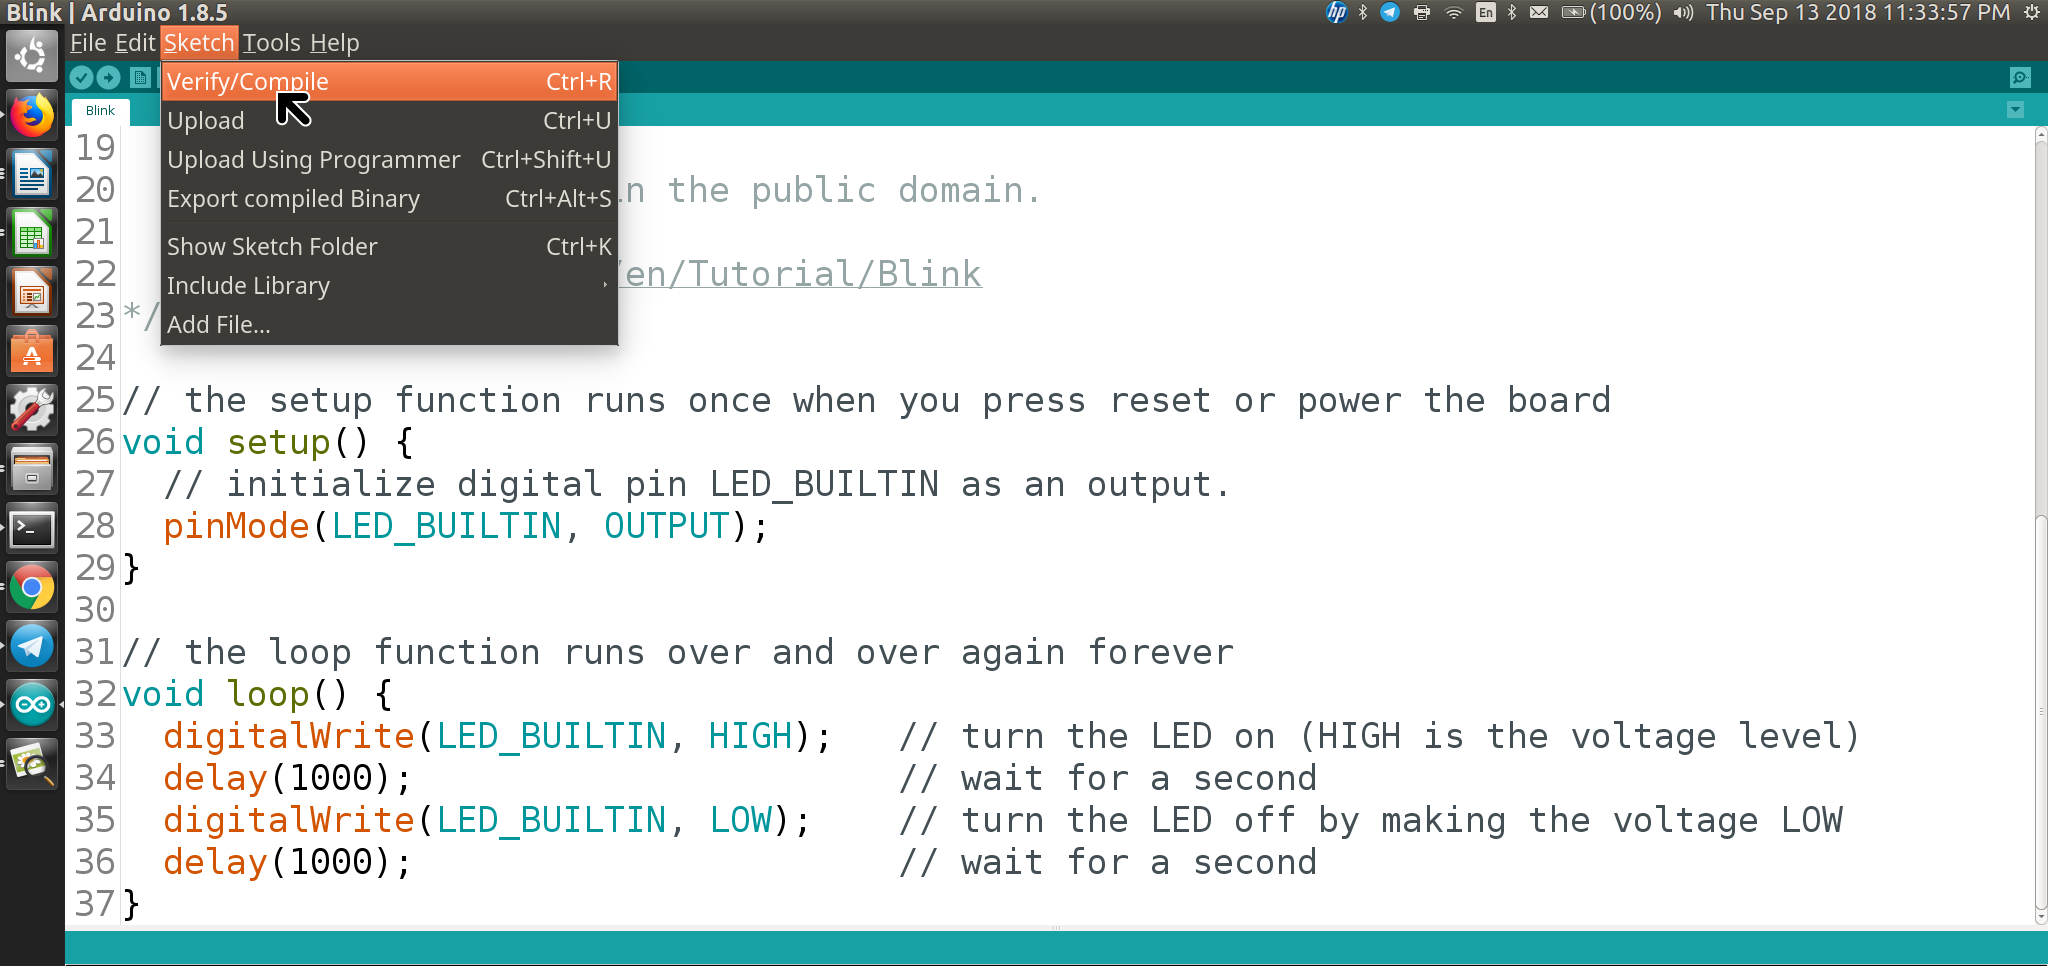 Blink | Arduino 1.8.5
hp En (100%) Thu Sep 13 2018 11:33:57 PM
File Edit Sketch Tools Help
Verify/Compile Ctrl+R
Upload Ctrl+U
Upload Using Programmer Ctrl+Shift+U
Export compiled Binary Ctrl+Alt+S
Show Sketch Folder Ctrl+K
Include Library
Add File...
Blink
19
20 in the public domain.
21
22 /en/Tutorial/Blink
23 */
24
25 // the setup function runs once when you press reset or power the board
26 void setup() {
27 // initialize digital pin LED_BUILTIN as an output.
28 pinMode(LED_BUILTIN, OUTPUT);
29 }
30
31 // the loop function runs over and over again forever
32 void loop() {
33 digitalWrite(LED_BUILTIN, HIGH); // turn the LED on (HIGH is the voltage level)
34 delay(1000); // wait for a second
35 digitalWrite(LED_BUILTIN, LOW); // turn the LED off by making the voltage LOW
36 delay(1000); // wait for a second
37 }